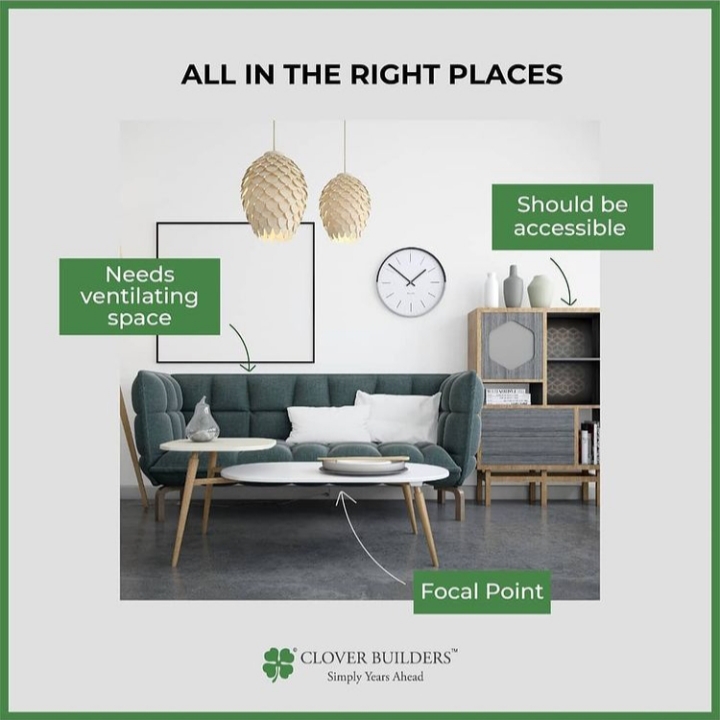 ALL IN THE RIGHT PLACES
Should be
accessible
Needs
ventilating
space
Focal Point
© CLOVER BUILDERS™
Simply Years Ahead